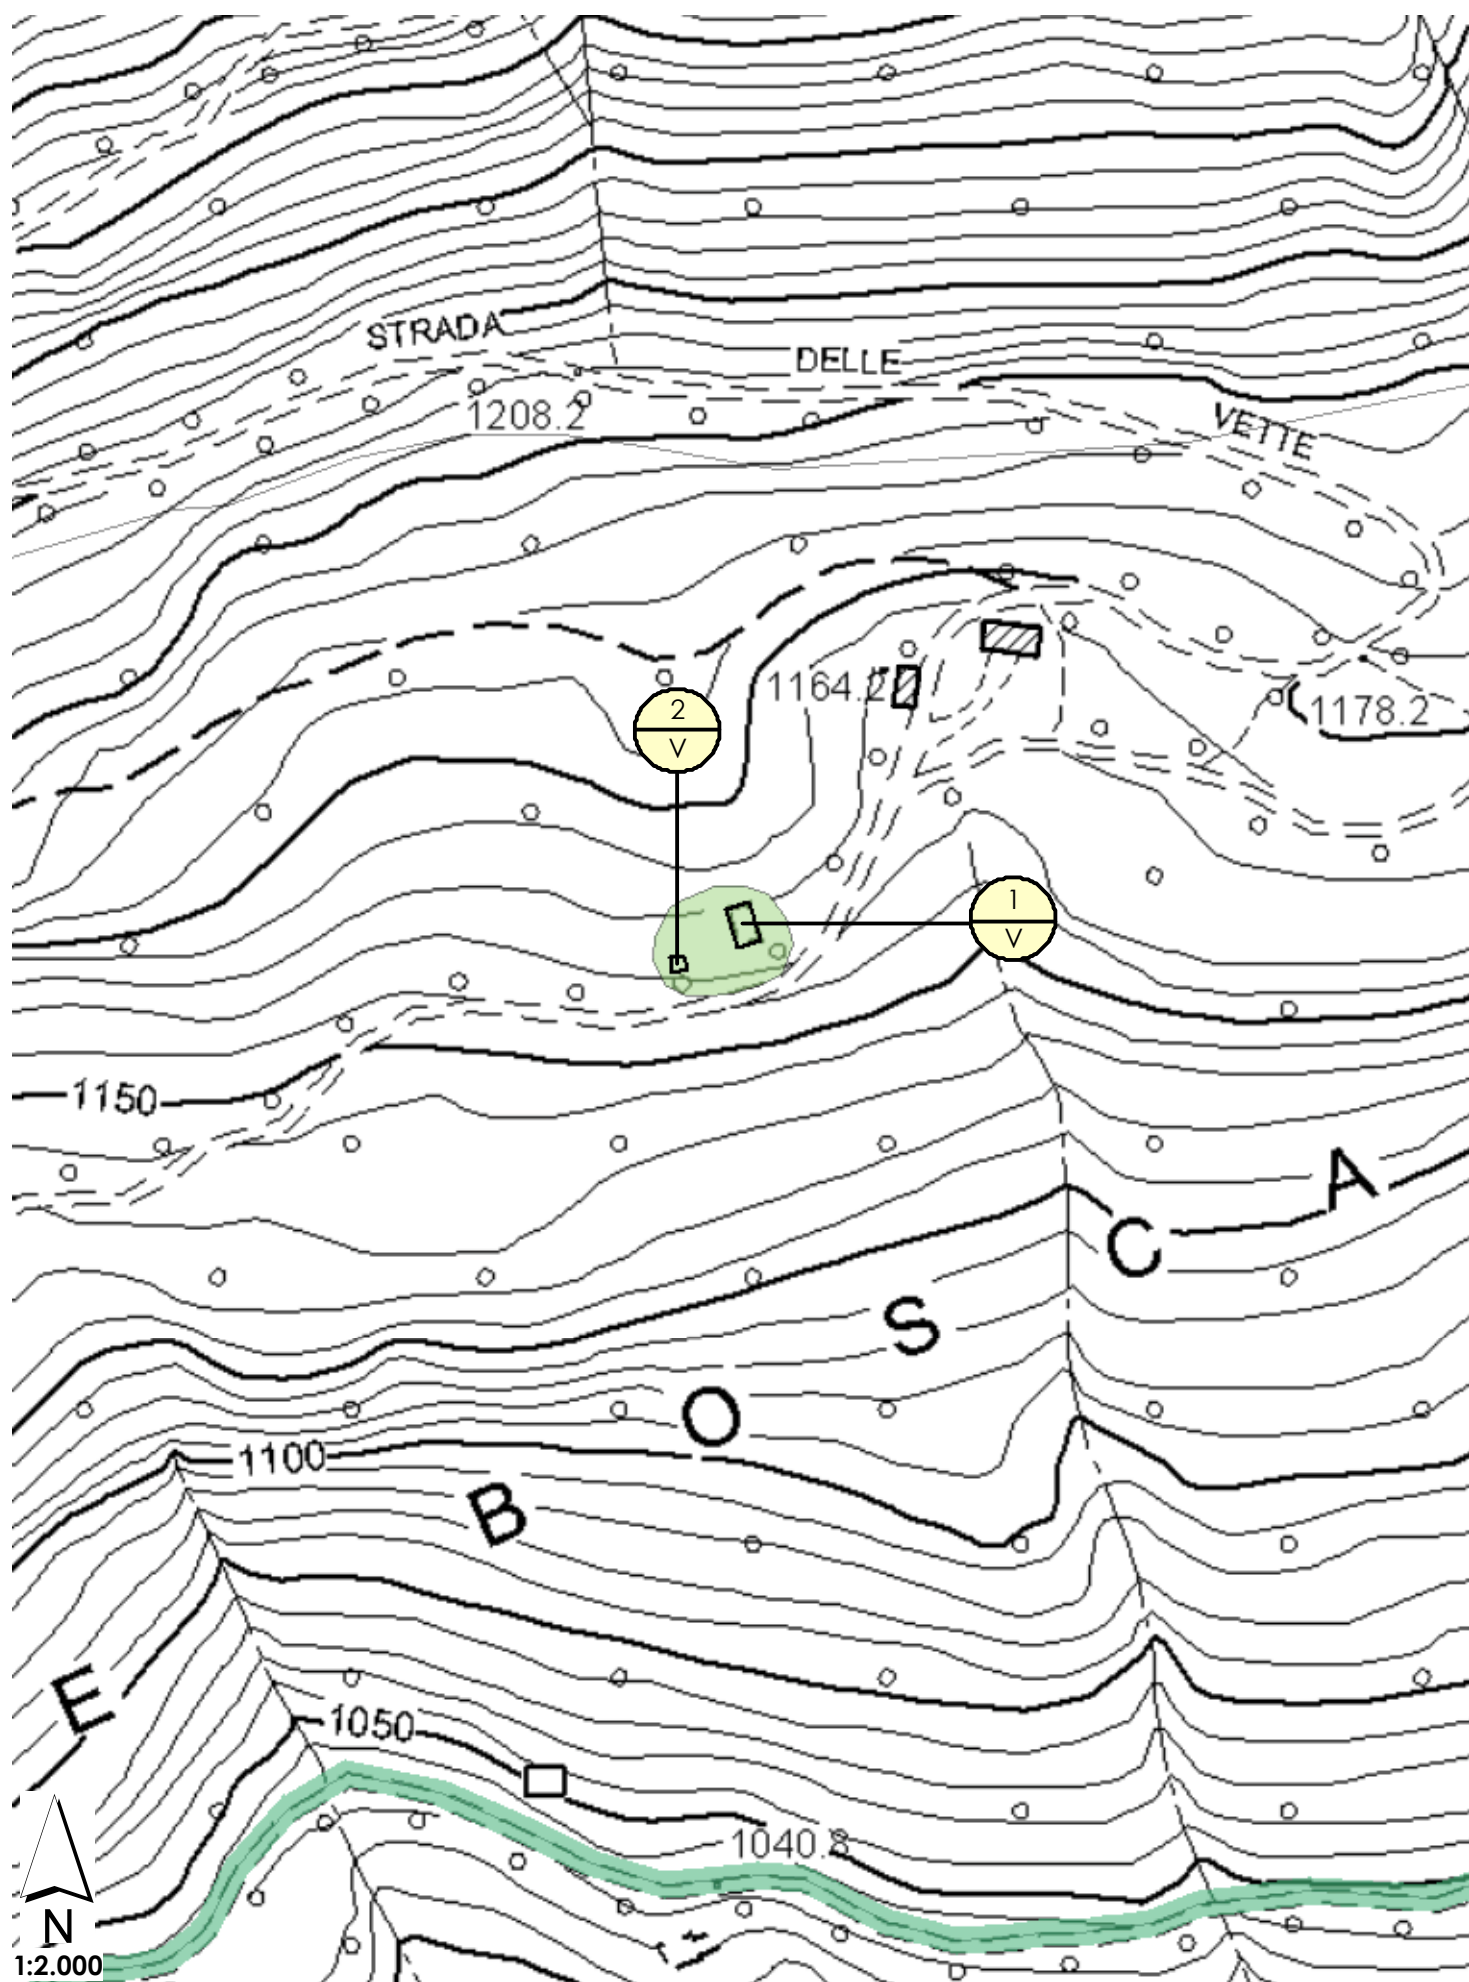 STRADA
DELLE
VETTE
1208.2
1164.2
1178.2
2
V
1
V
1150
A
C
S
O
1100
B
E
1050
1040.8
N
1:2.000